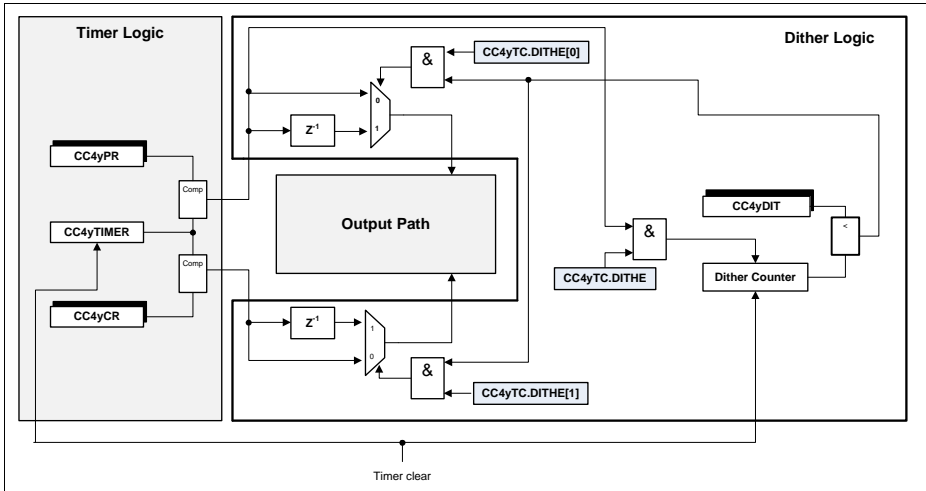 Timer Logic
Dither Logic
CC4yTC.DITHE[0]
&
0
1
Z-1
CC4yPR
Comp
CC4yTIMER
Comp
CC4yCR
Output Path
CC4yDIT
<
&
CC4yTC.DITHE
Dither Counter
Z-1
1
0
&
CC4yTC.DITHE[1]
Timer clear